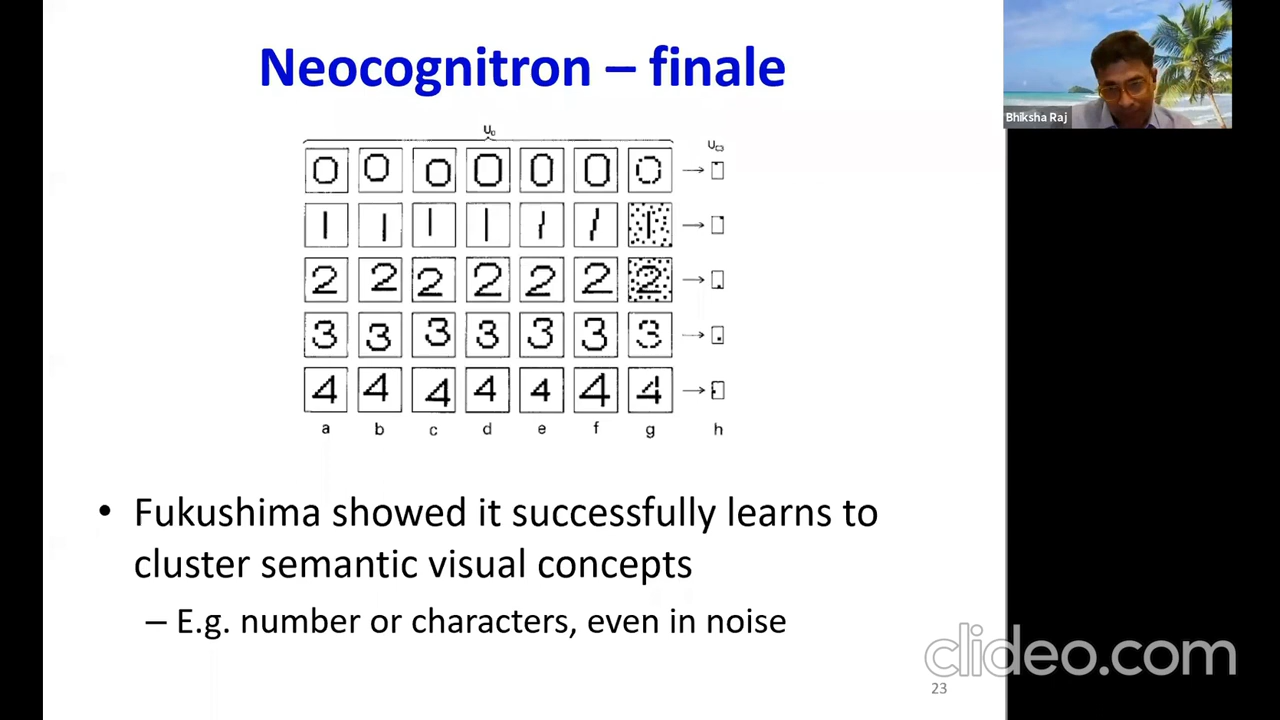 Neocognitron – finale
Bhiksha Raj
U₀
U
0 0 0 0 0 0 0
1 1 1 1 1 1 1
2 2 2 2 2 2 2
3 3 3 3 3 3 3
4 4 4 4 4 4 4
a b c d e f g h
• Fukushima showed it successfully learns to
cluster semantic visual concepts
– E.g. number or characters, even in noise
clideo.com
23